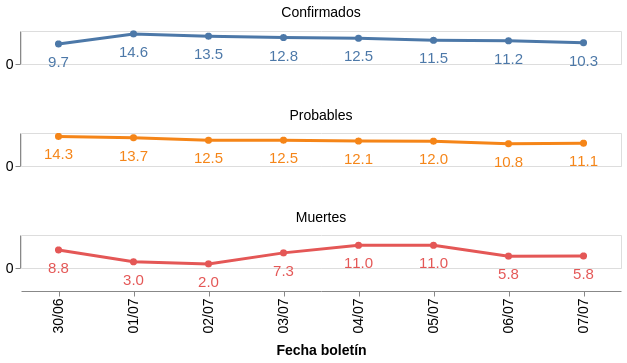 Confirmados
0
9.7 14.6 13.5 12.8 12.5 11.5 11.2 10.3
Probables
0
14.3 13.7 12.5 12.5 12.1 12.0 10.8 11.1
Muertes
0
8.8 3.0 2.0 7.3 11.0 11.0 5.8 5.8
30/06 01/07 02/07 03/07 04/07 05/07 06/07 07/07
Fecha boletín